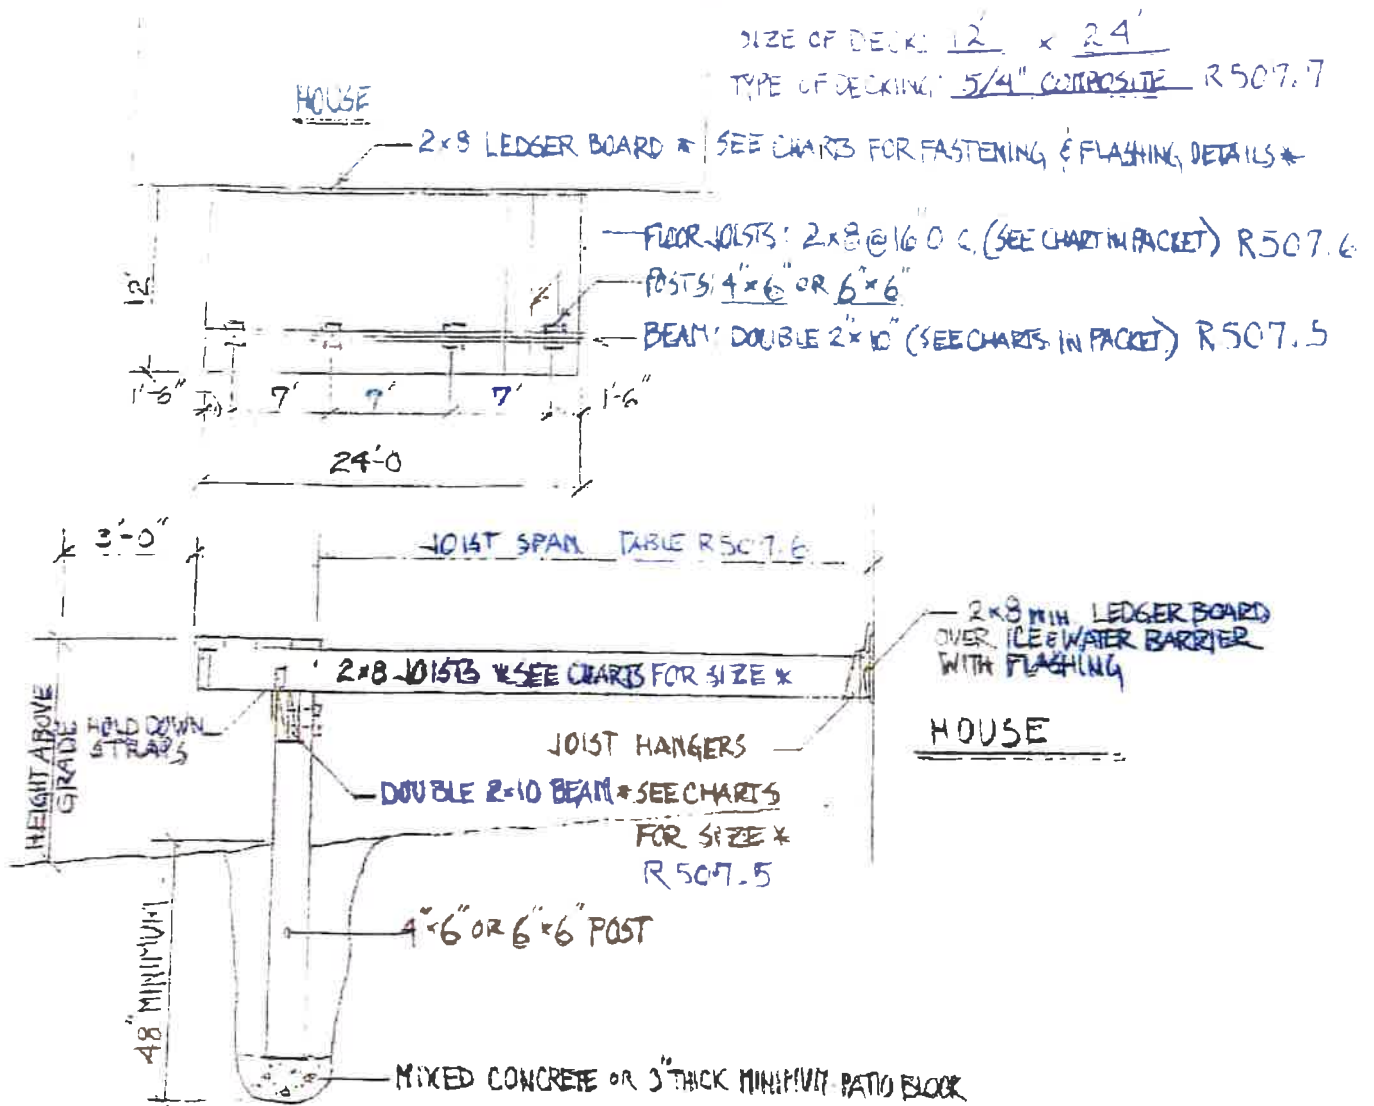 SIZE OF DECK: 12' × 24'
TYPE OF DECKING: 5/4" COMPOSITE R507.7
HOUSE
2×8 LEDGER BOARD * SEE CHARTS FOR FASTENING & FLASHING DETAILS *
FLOOR JOISTS: 2×8 @ 16" O.C. (SEE CHART IN PACKET) R507.6
POSTS: 4"×6" OR 6"×6"
BEAM: DOUBLE 2"×10" (SEE CHARTS IN PACKET) R507.5
12'
1'-6"
7'
7'
7'
1'-6"
24'-0
3'-0"
JOIST SPAN TABLE R507.6
2×8 MIN. LEDGER BOARD
OVER ICE & WATER BARRIER
WITH FLASHING
2×8 JOISTS * SEE CHARTS FOR SIZE *
HOLD DOWN
STRAPS
HEIGHT ABOVE
GRADE
JOIST HANGERS
HOUSE
DOUBLE 2×10 BEAM * SEE CHARTS
FOR SIZE *
R507.5
4"×6" OR 6"×6" POST
48" MINIMUM
MIXED CONCRETE OR 3" THICK MINIMUM PATIO BLOCK